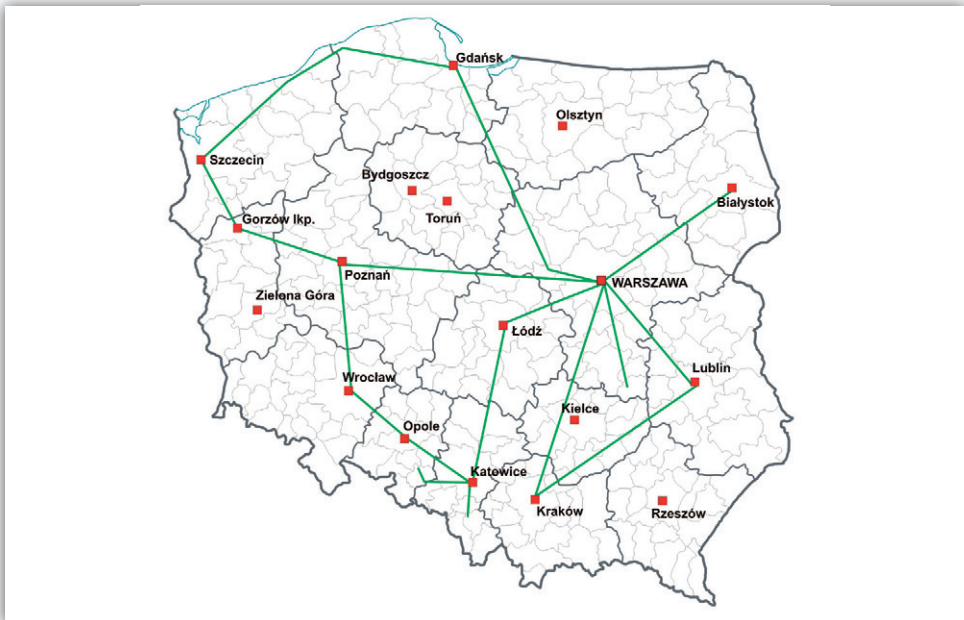 Gdańsk
Olsztyn
Szczecin
Bydgoszcz
Białystok
Toruń
Gorzów lkp.
Poznań
WARSZAWA
Zielona Góra
Łódź
Lublin
Wrocław
Kielce
Opole
Katowice
Kraków
Rzeszów